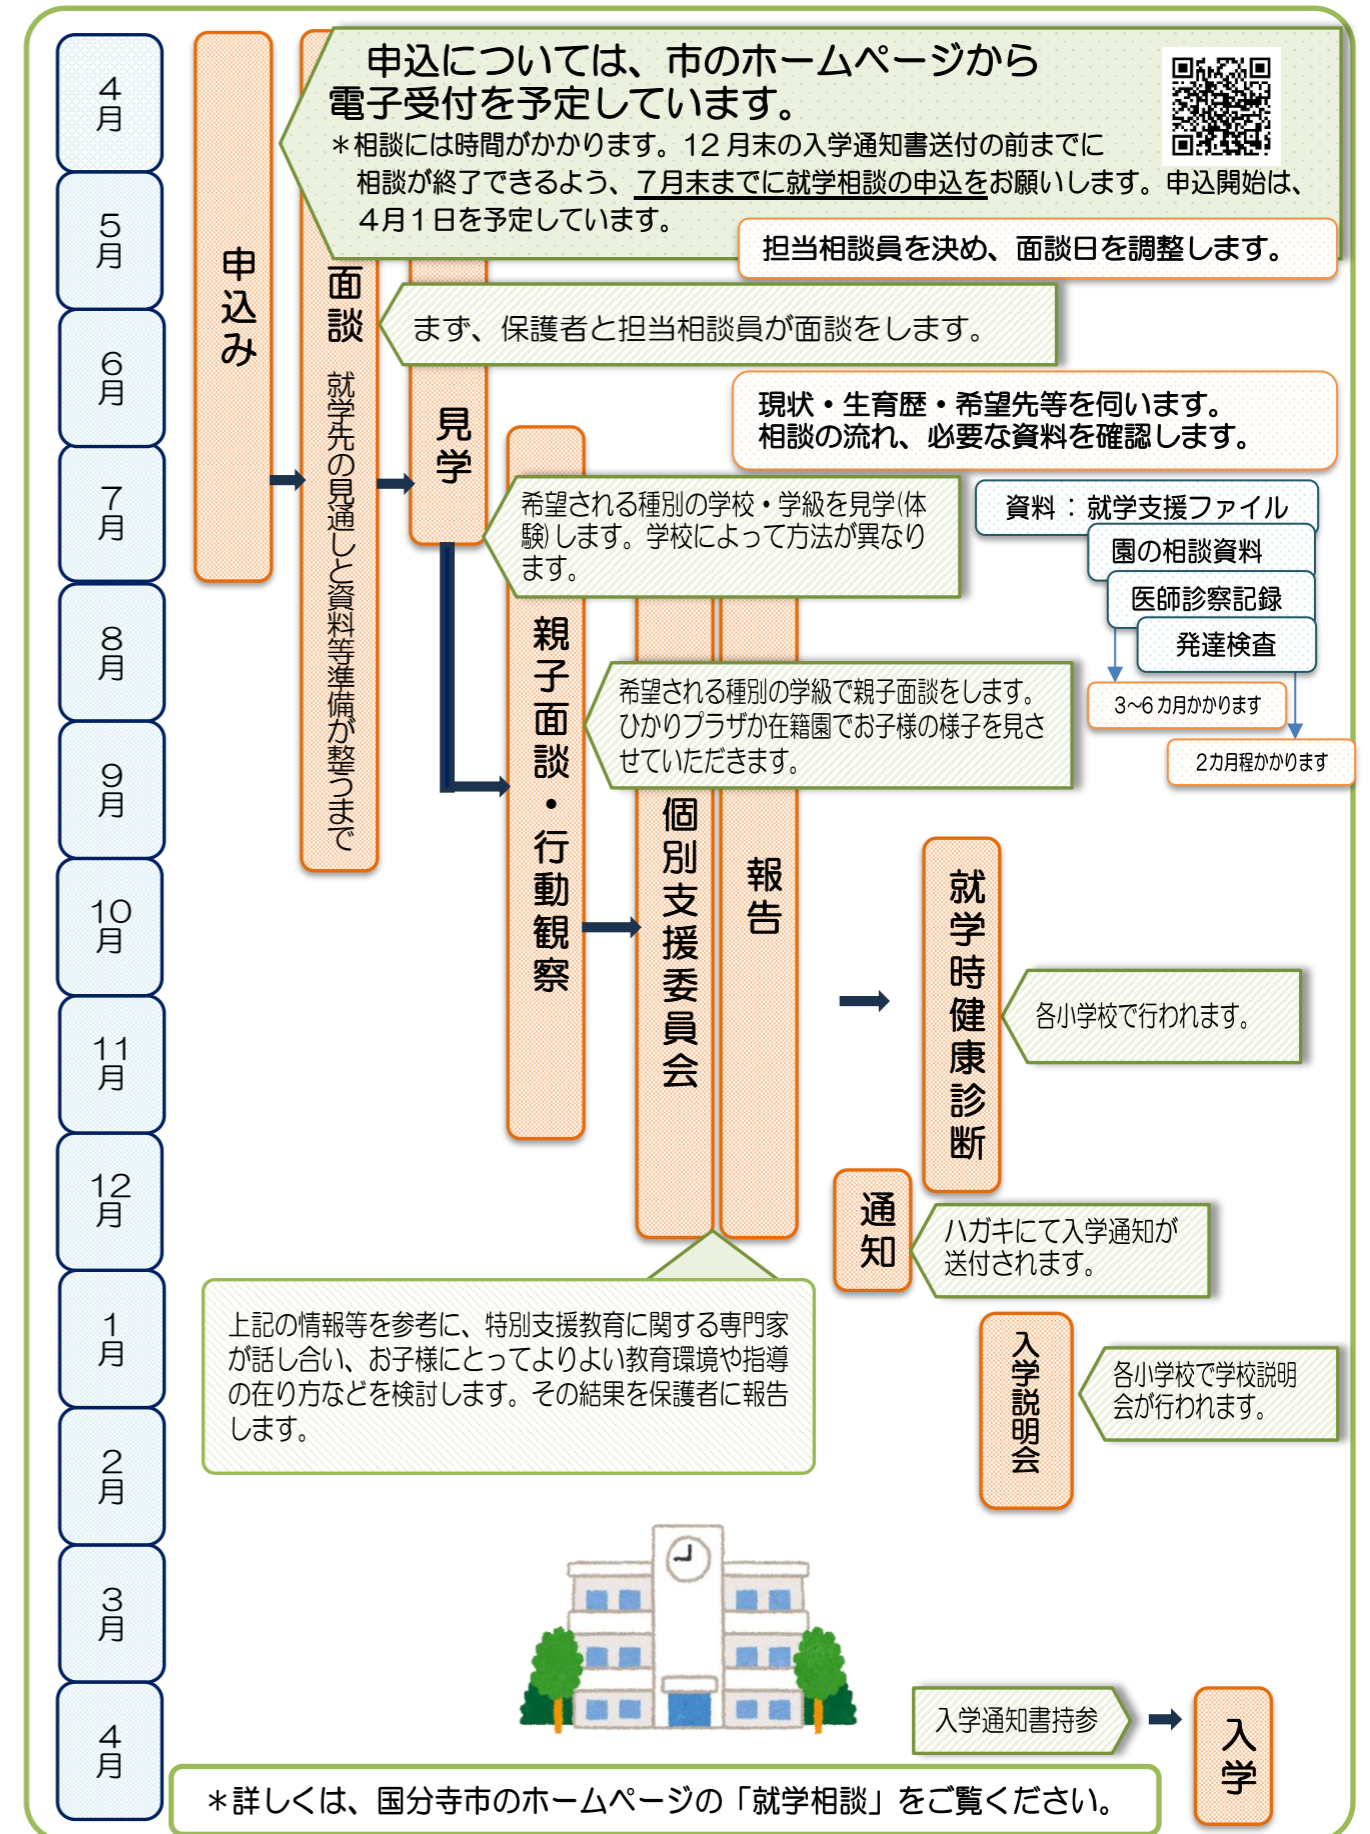 4月
5月
6月
7月
8月
9月
10月
11月
12月
1月
2月
3月
4月
申込については、市のホームページから
電子受付を予定しています。
＊相談には時間がかかります。12月末の入学通知書送付の前までに
相談が終了できるよう、７月末までに就学相談の申込をお願いします。申込開始は、
４月１日を予定しています。
担当相談員を決め、面談日を調整します。
申込み
面談
就学先の見通しと資料等準備が整うまで
まず、保護者と担当相談員が面談をします。
現状・生育歴・希望先等を伺います。
相談の流れ、必要な資料を確認します。
見学
希望される種別の学校・学級を見学(体
験)します。学校によって方法が異なり
ます。
資料：就学支援ファイル
園の相談資料
医師診察記録
発達検査
3～6カ月かかります
2カ月程かかります
親子面談・行動観察
希望される種別の学級で親子面談をします。
ひかりプラザか在籍園でお子様の様子を見さ
せていただきます。
個別支援委員会
報告
就学時健康診断
各小学校で行われます。
通知
ハガキにて入学通知が
送付されます。
上記の情報等を参考に、特別支援教育に関する専門家
が話し合い、お子様にとってよりよい教育環境や指導
の在り方などを検討します。その結果を保護者に報告
します。
入学説明会
各小学校で学校説明
会が行われます。
入学通知書持参
入学
＊詳しくは、国分寺市のホームページの「就学相談」をご覧ください。